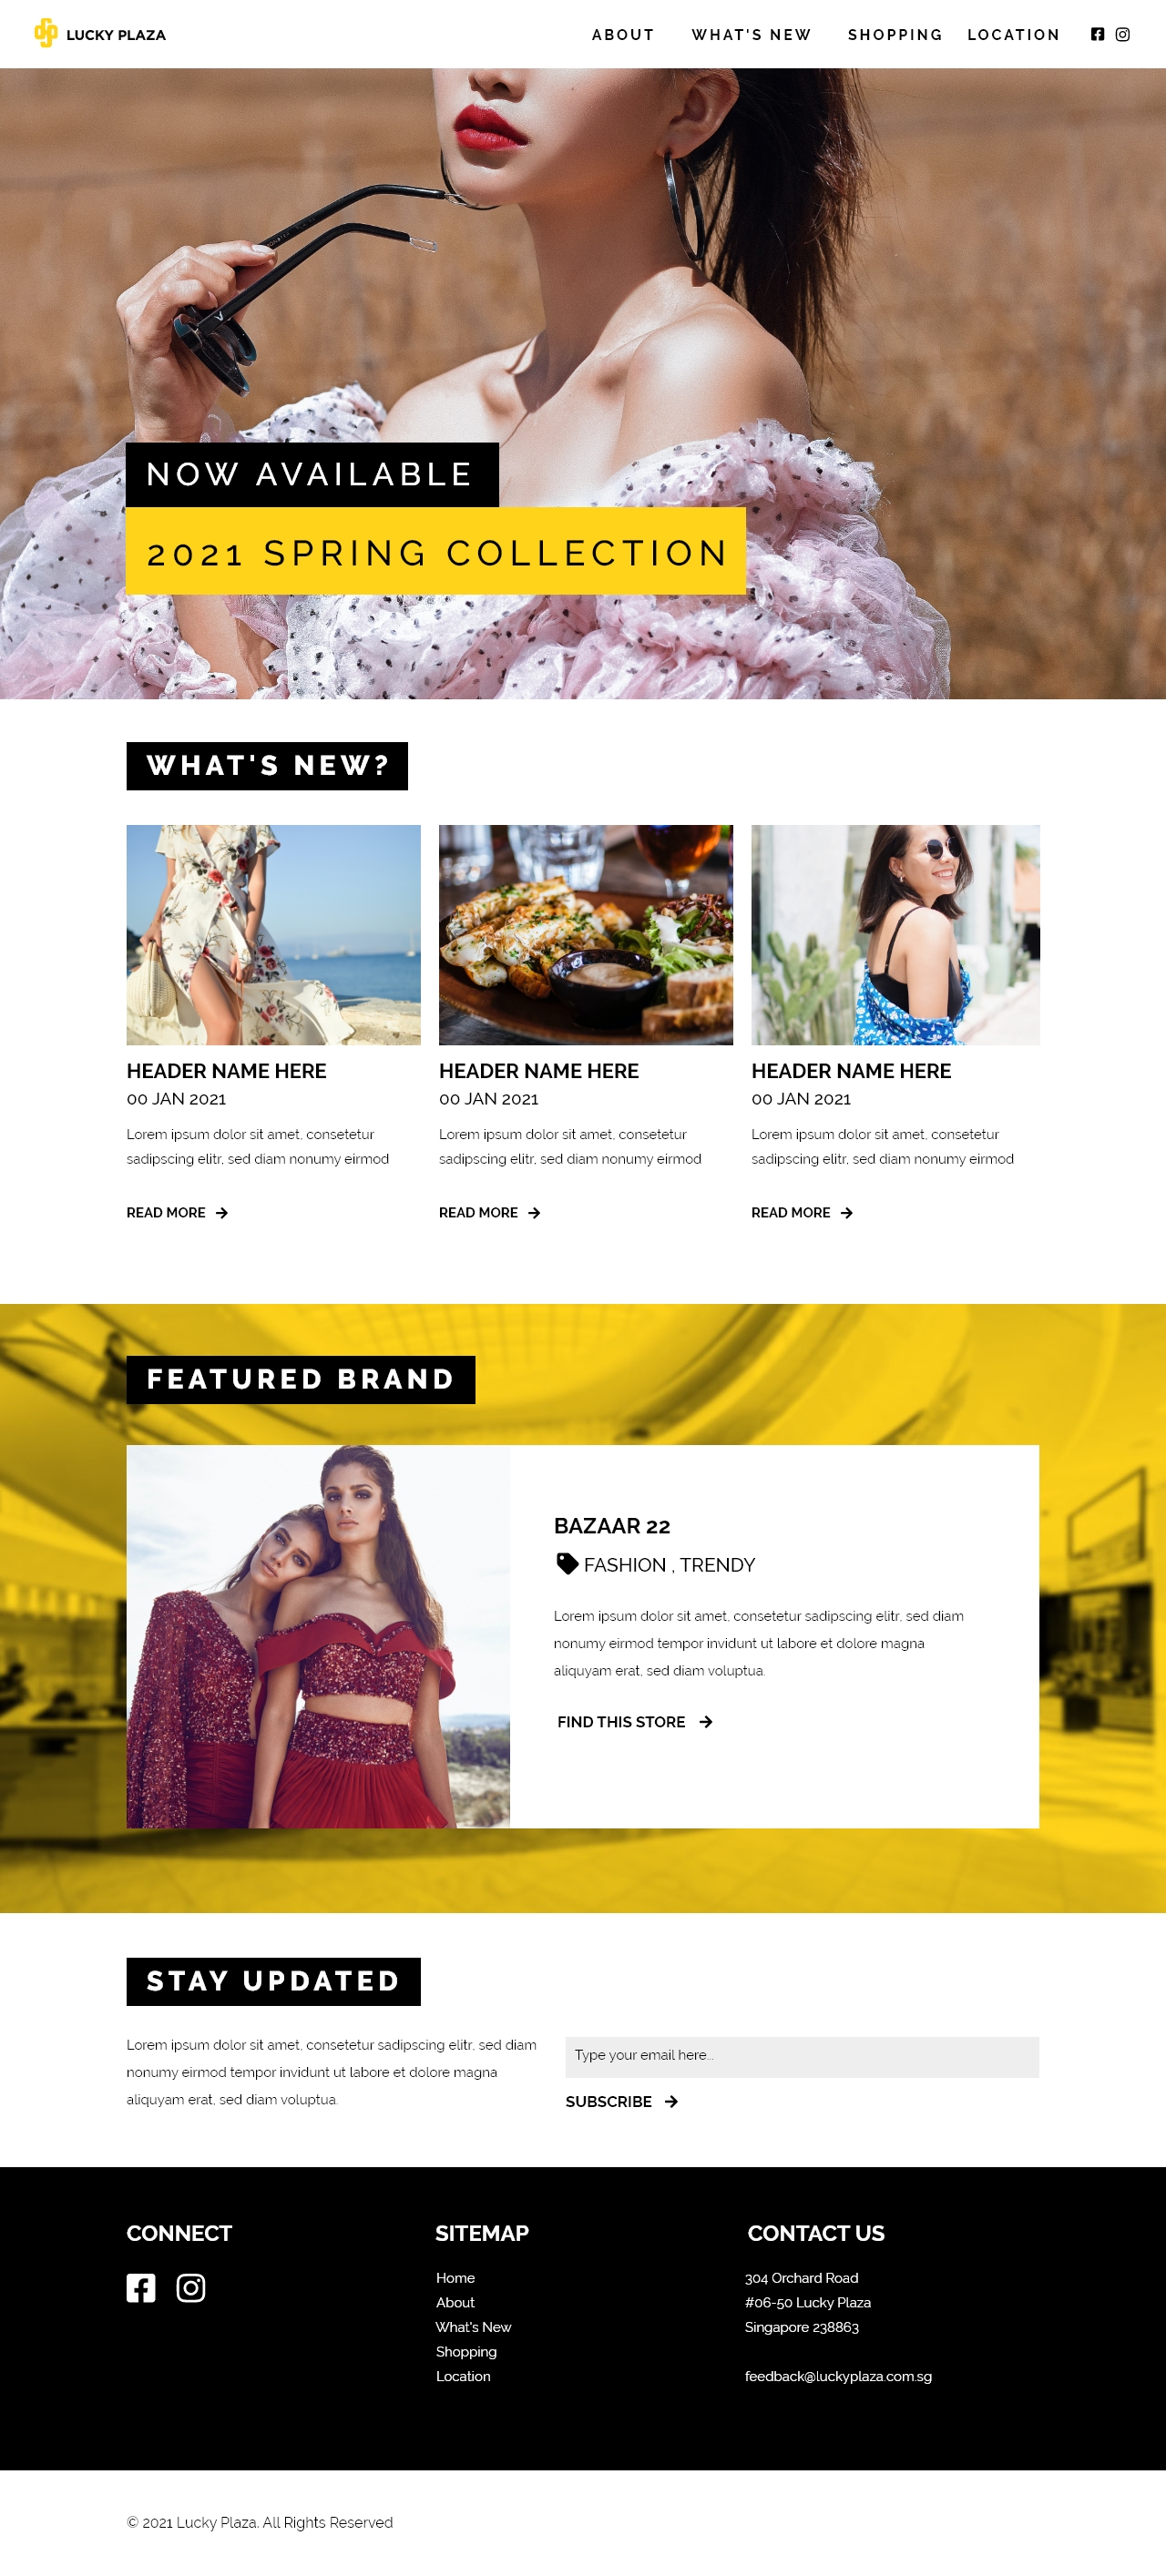 LUCKY PLAZA
ABOUT WHAT'S NEW SHOPPING LOCATION
NOW AVAILABLE
2021 SPRING COLLECTION
WHAT'S NEW?
HEADER NAME HERE
00 JAN 2021
Lorem ipsum dolor sit amet, consetetur
sadipscing elitr, sed diam nonumy eirmod
READ MORE
HEADER NAME HERE
00 JAN 2021
Lorem ipsum dolor sit amet, consetetur
sadipscing elitr, sed diam nonumy eirmod
READ MORE
HEADER NAME HERE
00 JAN 2021
Lorem ipsum dolor sit amet, consetetur
sadipscing elitr, sed diam nonumy eirmod
READ MORE
FEATURED BRAND
BAZAAR 22
FASHION , TRENDY
Lorem ipsum dolor sit amet, consetetur sadipscing elitr, sed diam
nonumy eirmod tempor invidunt ut labore et dolore magna
aliquyam erat, sed diam voluptua.
FIND THIS STORE
STAY UPDATED
Lorem ipsum dolor sit amet, consetetur sadipscing elitr, sed diam
nonumy eirmod tempor invidunt ut labore et dolore magna
aliquyam erat, sed diam voluptua.
Type your email here...
SUBSCRIBE
CONNECT
SITEMAP
Home
About
What's New
Shopping
Location
CONTACT US
304 Orchard Road
#06-50 Lucky Plaza
Singapore 238863
feedback@luckyplaza.com.sg
© 2021 Lucky Plaza. All Rights Reserved